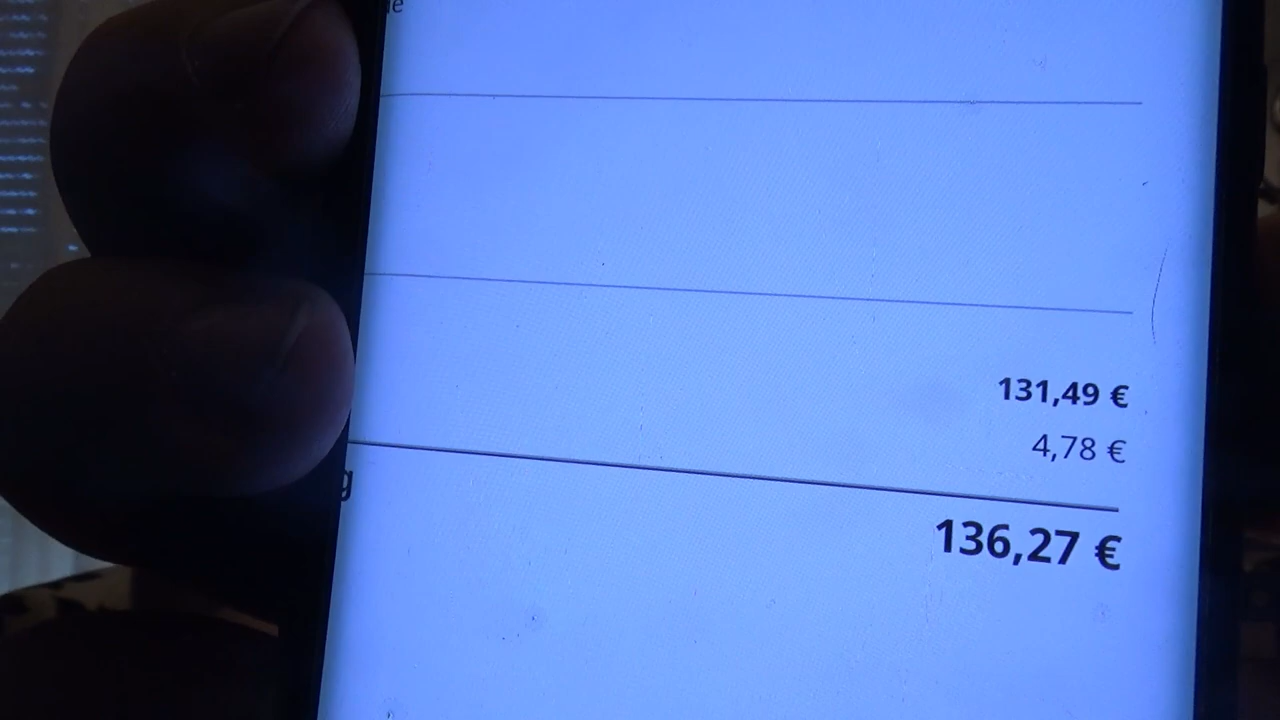 131,49 €
4,78 €
136,27 €